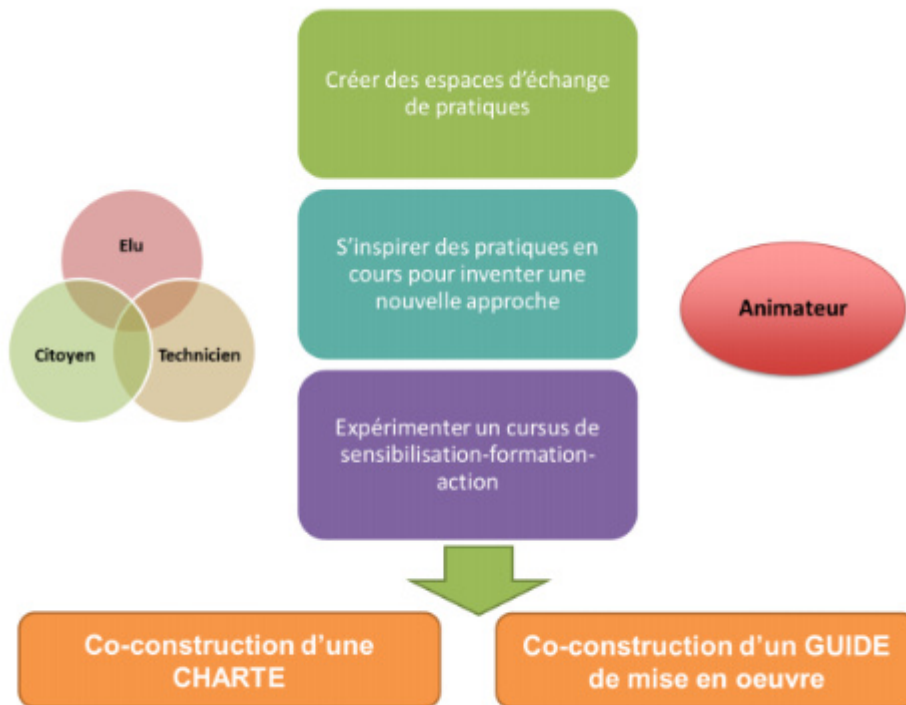 Créer des espaces d'échange
de pratiques
Elu
Citoyen
Technicien
S'inspirer des pratiques en
cours pour inventer une
nouvelle approche
Animateur
Expérimenter un cursus de
sensibilisation-formation-
action
Co-construction d'une
CHARTE
Co-construction d'un GUIDE
de mise en oeuvre